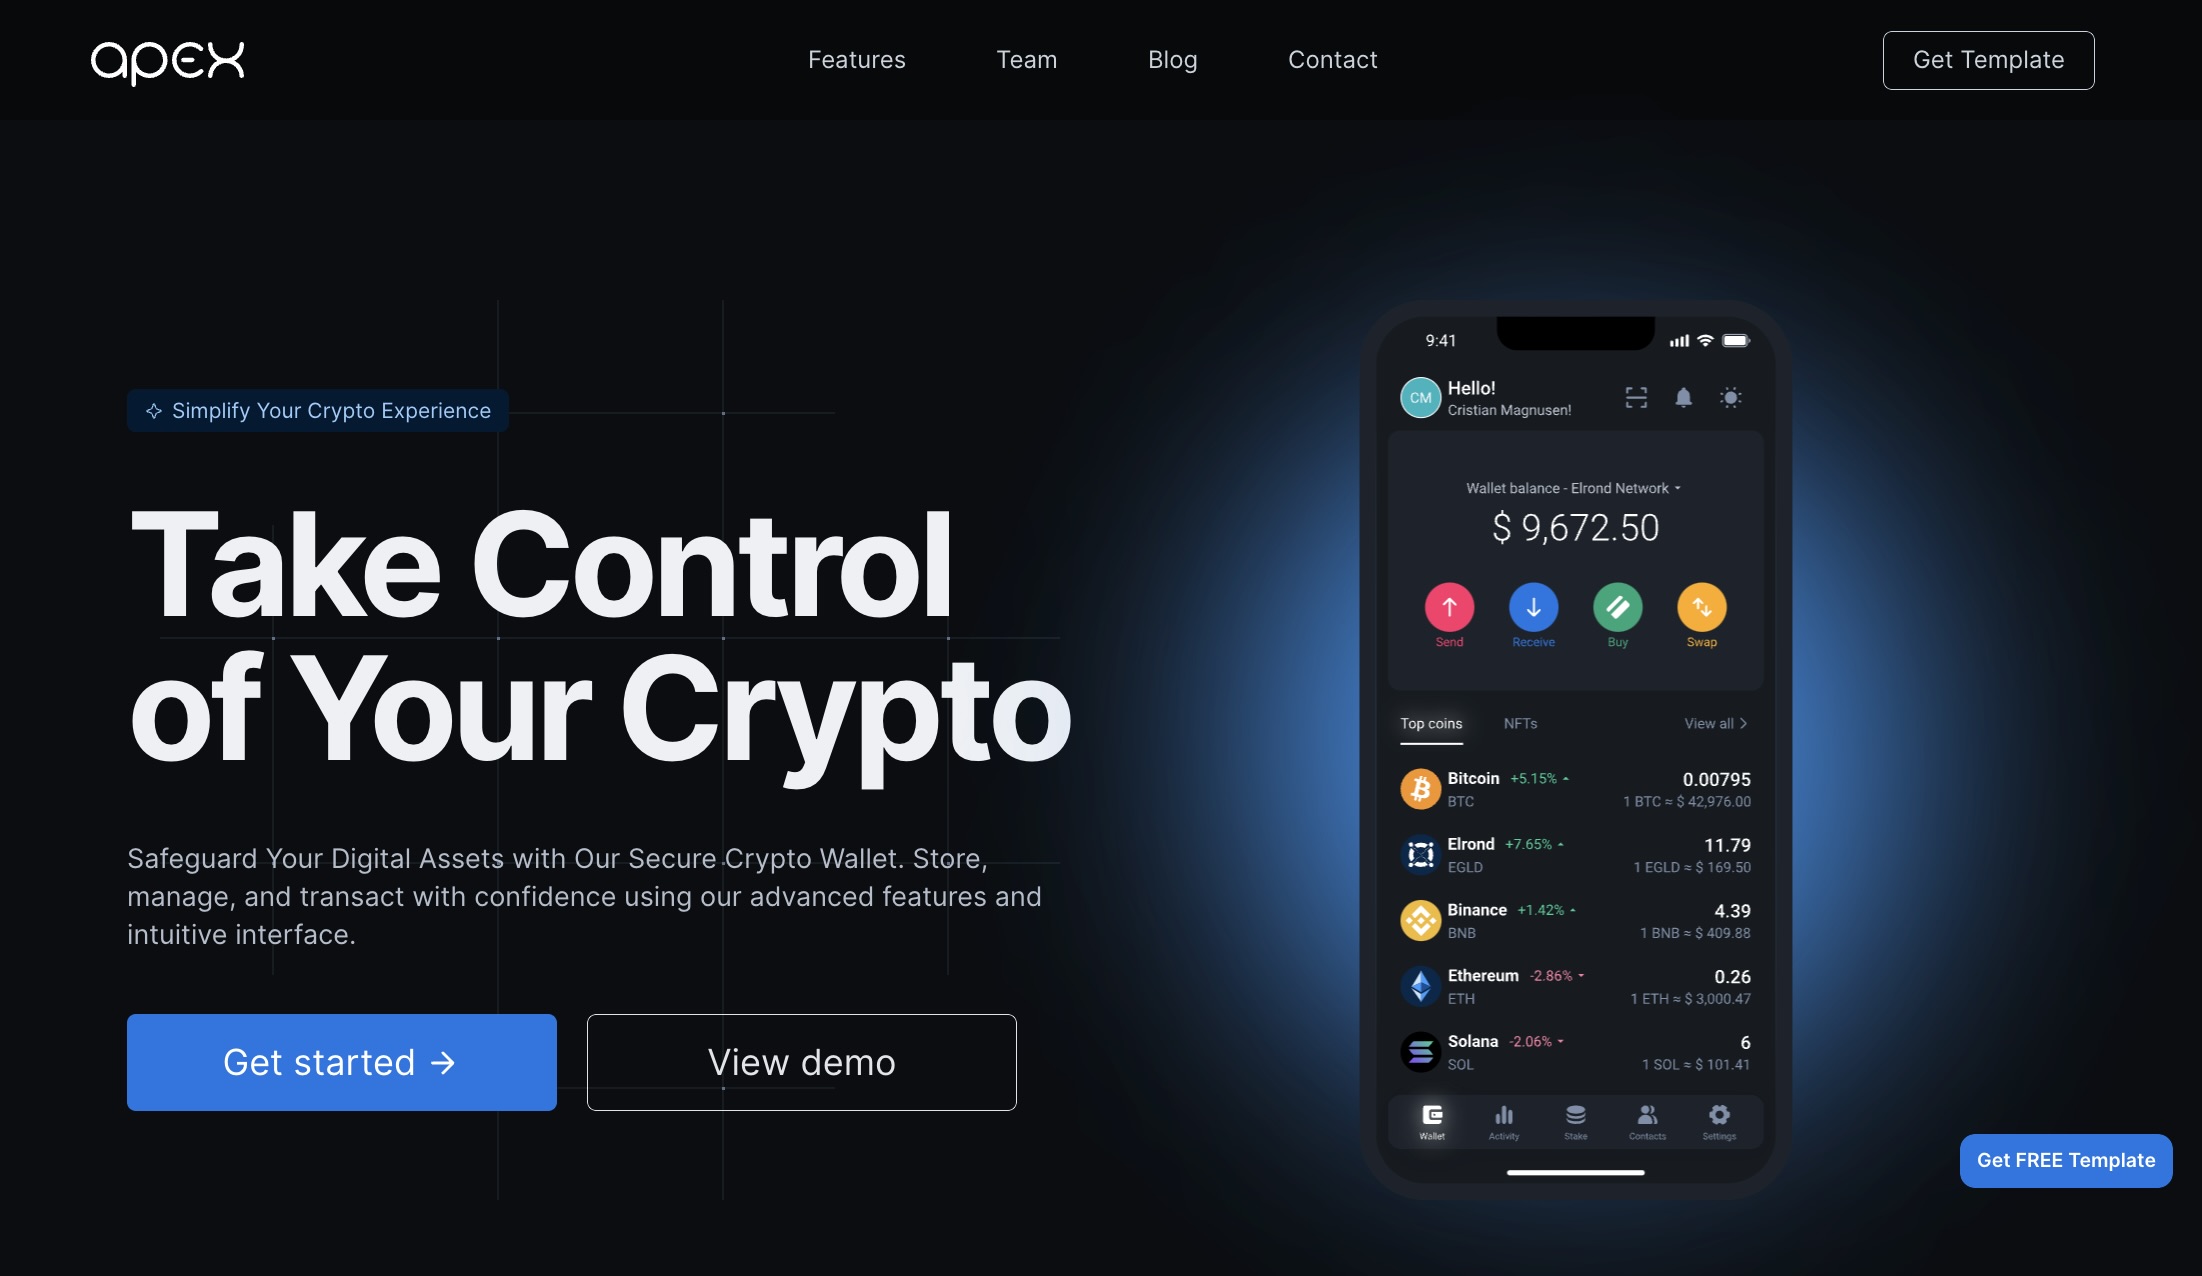 apex
Features
Team
Blog
Contact
Get Template
Simplify Your Crypto Experience
Take Control
of Your Crypto
Safeguard Your Digital Assets with Our Secure Crypto Wallet. Store,
manage, and transact with confidence using our advanced features and
intuitive interface.
Get started →
View demo
9:41
CM
Hello!
Cristian Magnusen!
Wallet balance - Elrond Network
$ 9,672.50
Send
Receive
Buy
Swap
Top coins
NFTs
View all
Bitcoin +5.15%
0.00795
BTC
1 BTC ≈ $ 42,976.00
Elrond +7.65%
11.79
EGLD
1 EGLD ≈ $ 169.50
Binance +1.42%
4.39
BNB
1 BNB ≈ $ 409.88
Ethereum -2.86%
0.26
ETH
1 ETH ≈ $ 3,000.47
Solana -2.06%
6
SOL
1 SOL ≈ $ 101.41
Wallet
Activity
Stake
Contacts
Settings
Get FREE Template